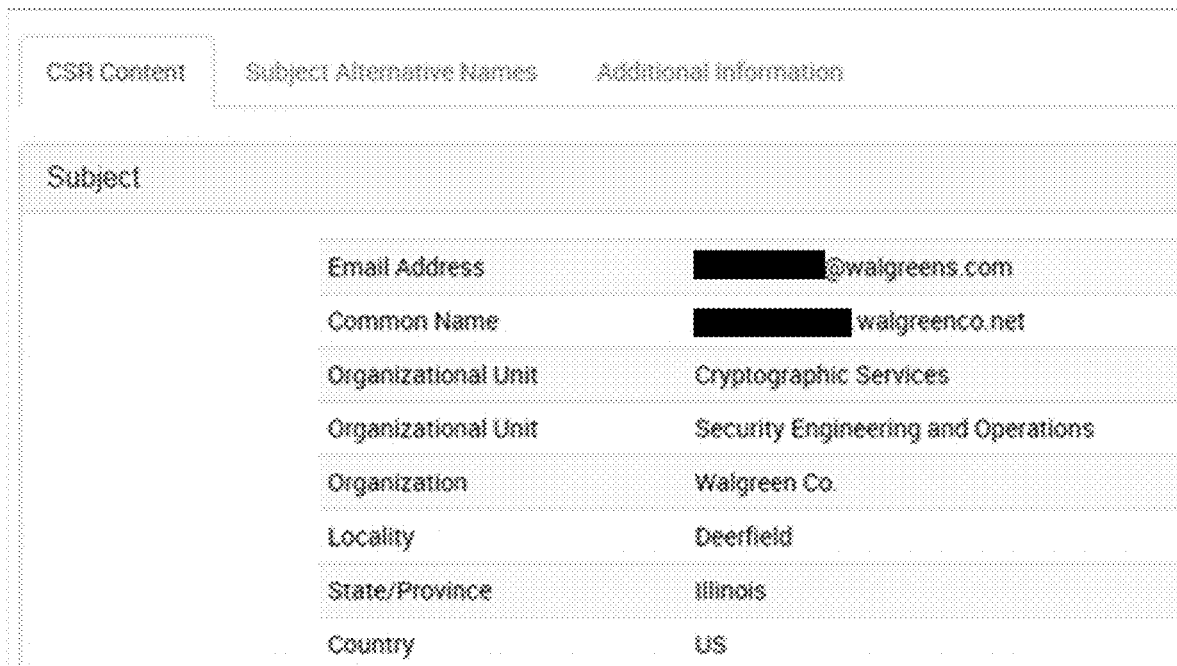 CSR Content Subject Alternative Names Additional Information
Subject
Email Address @walgreens.com
Common Name walgreenco.net
Organizational Unit Cryptographic Services
Organizational Unit Security Engineering and Operations
Organization Walgreen Co.
Locality Deerfield
State/Province Illinois
Country US